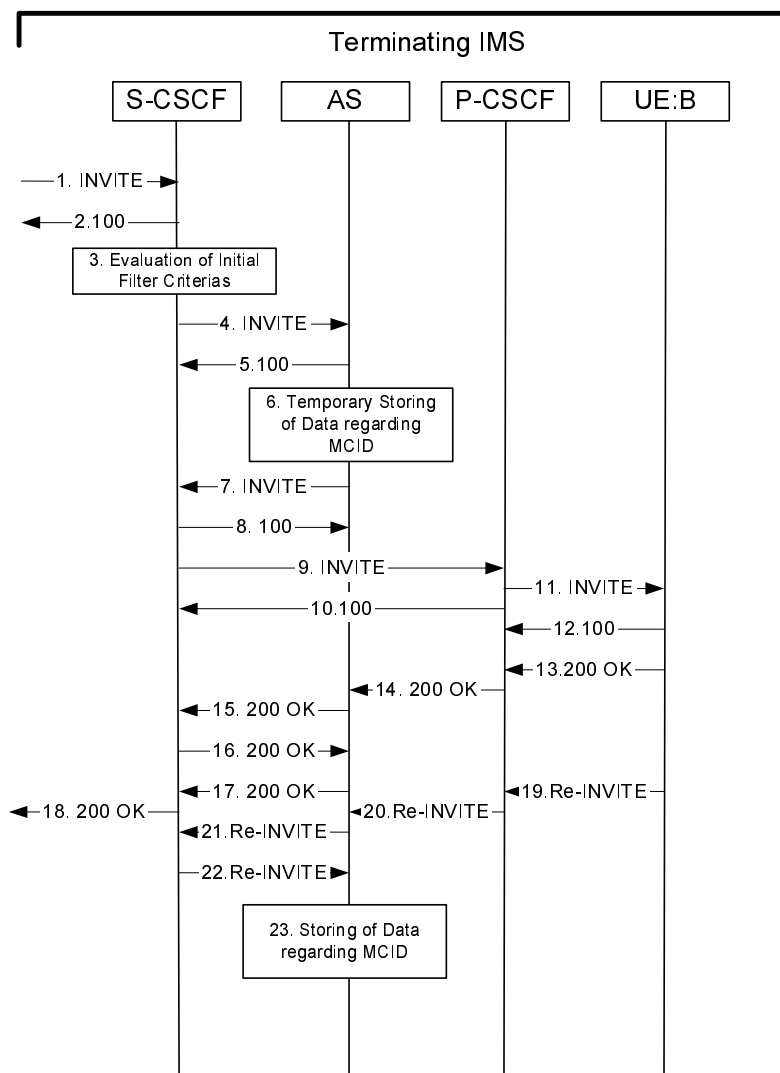 Terminating IMS
S-CSCF
AS
P-CSCF
UE:B
1. INVITE
2.100
3. Evaluation of Initial
Filter Criterias
4. INVITE
5.100
6. Temporary Storing
of Data regarding
MCID
7. INVITE
8. 100
9. INVITE
11. INVITE
10.100
12.100
13.200 OK
14. 200 OK
15. 200 OK
16. 200 OK
17. 200 OK
19.Re-INVITE
18. 200 OK
20.Re-INVITE
21.Re-INVITE
22.Re-INVITE
23. Storing of Data
regarding MCID